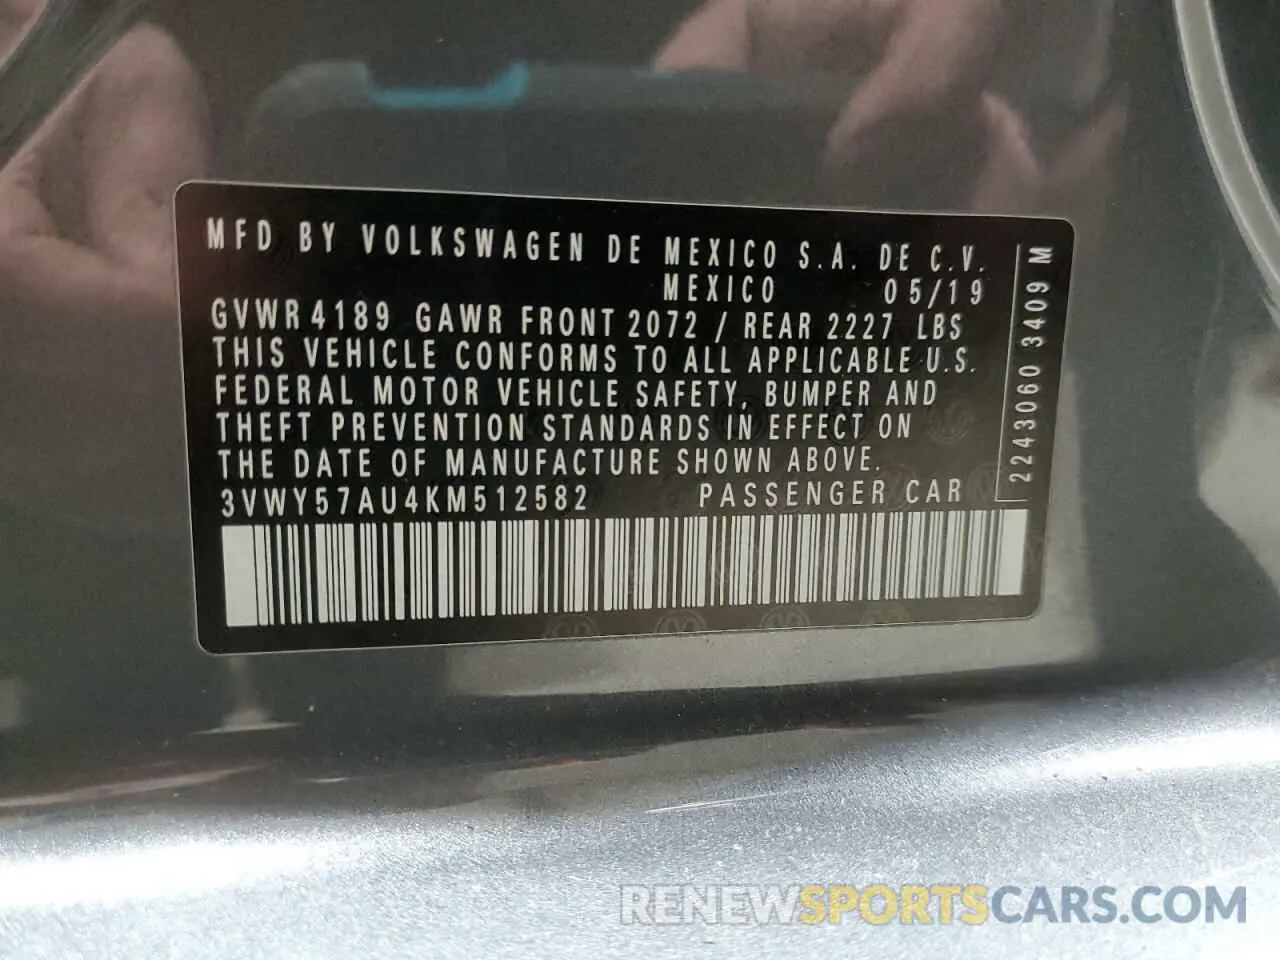 MFD BY VOLKSWAGEN DE MEXICO S.A. DE C.V.
MEXICO 05/19
GVWR 4189 GAWR FRONT 2072 / REAR 2227 LBS
THIS VEHICLE CONFORMS TO ALL APPLICABLE U.S.
FEDERAL MOTOR VEHICLE SAFETY, BUMPER AND
THEFT PREVENTION STANDARDS IN EFFECT ON
THE DATE OF MANUFACTURE SHOWN ABOVE.
3VWY57AU4KM512582 PASSENGER CAR
2243060 3409 M
RENEWSPORTSCARS.COM